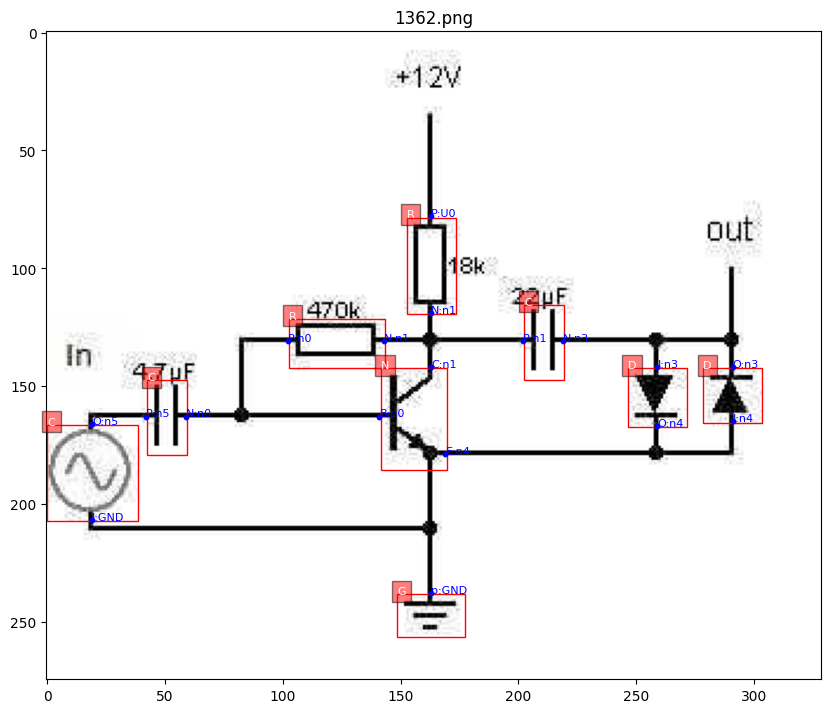 1362.png
0
+12V
50
R
P:U0
out
100
18k
C
22µF
R
470k
N:n1
P:n0
N:n1
P:n1
N:n3
In
C
4.7µF
N
C:n1
D
I:n3
D
O:n3
150
C
O:n5
P:n5
N:n0
B:n0
O:n4
I:n4
E:n4
200
:GND
G
p:GND
250
0
50
100
150
200
250
300